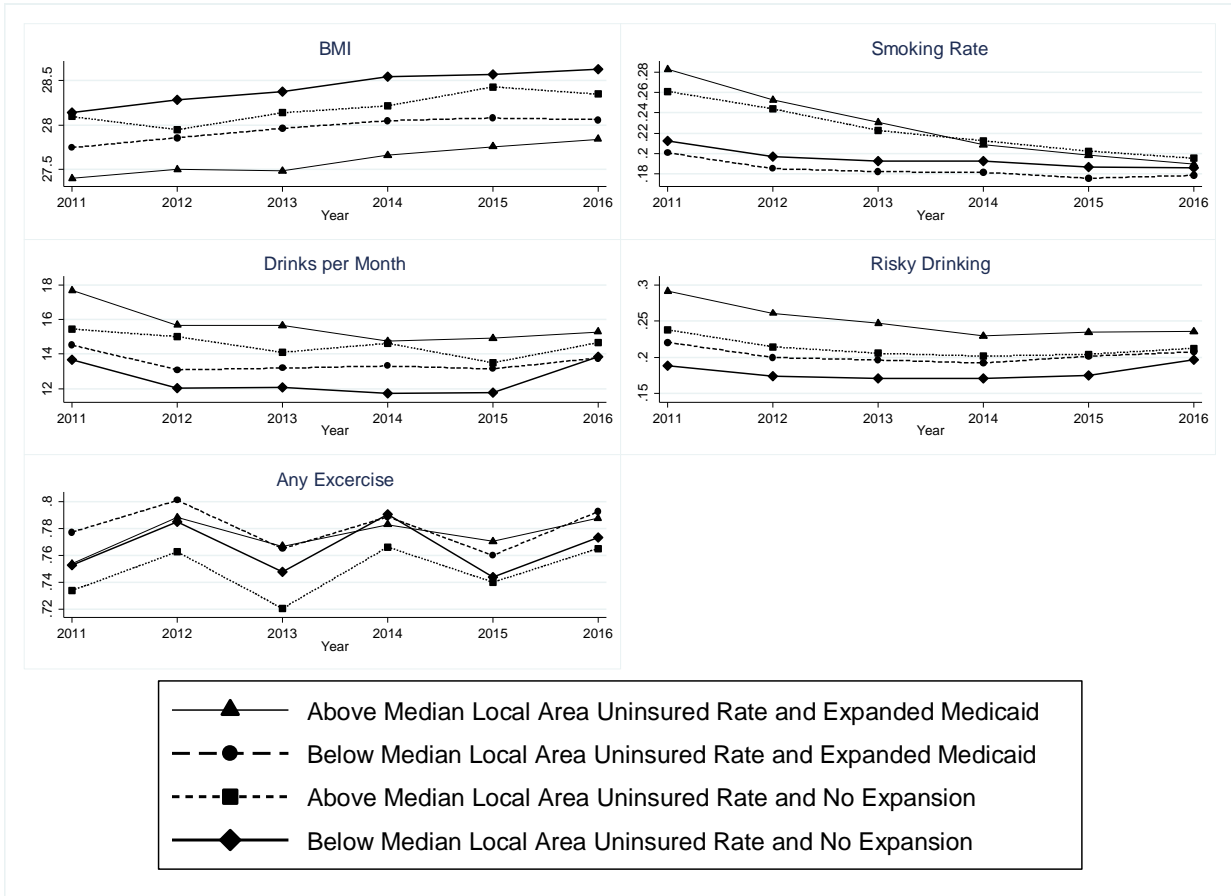 BMI
28.5
28
27.5
2011 2012 2013 2014 2015 2016
Year
Smoking Rate
.28
.26
.24
.22
.2
.18
2011 2012 2013 2014 2015 2016
Year
Drinks per Month
18
16
14
12
2011 2012 2013 2014 2015 2016
Year
Risky Drinking
.3
.25
.2
.15
2011 2012 2013 2014 2015 2016
Year
Any Excercise
.8
.78
.76
.74
.72
2011 2012 2013 2014 2015 2016
Year
Above Median Local Area Uninsured Rate and Expanded Medicaid
Below Median Local Area Uninsured Rate and Expanded Medicaid
Above Median Local Area Uninsured Rate and No Expansion
Below Median Local Area Uninsured Rate and No Expansion